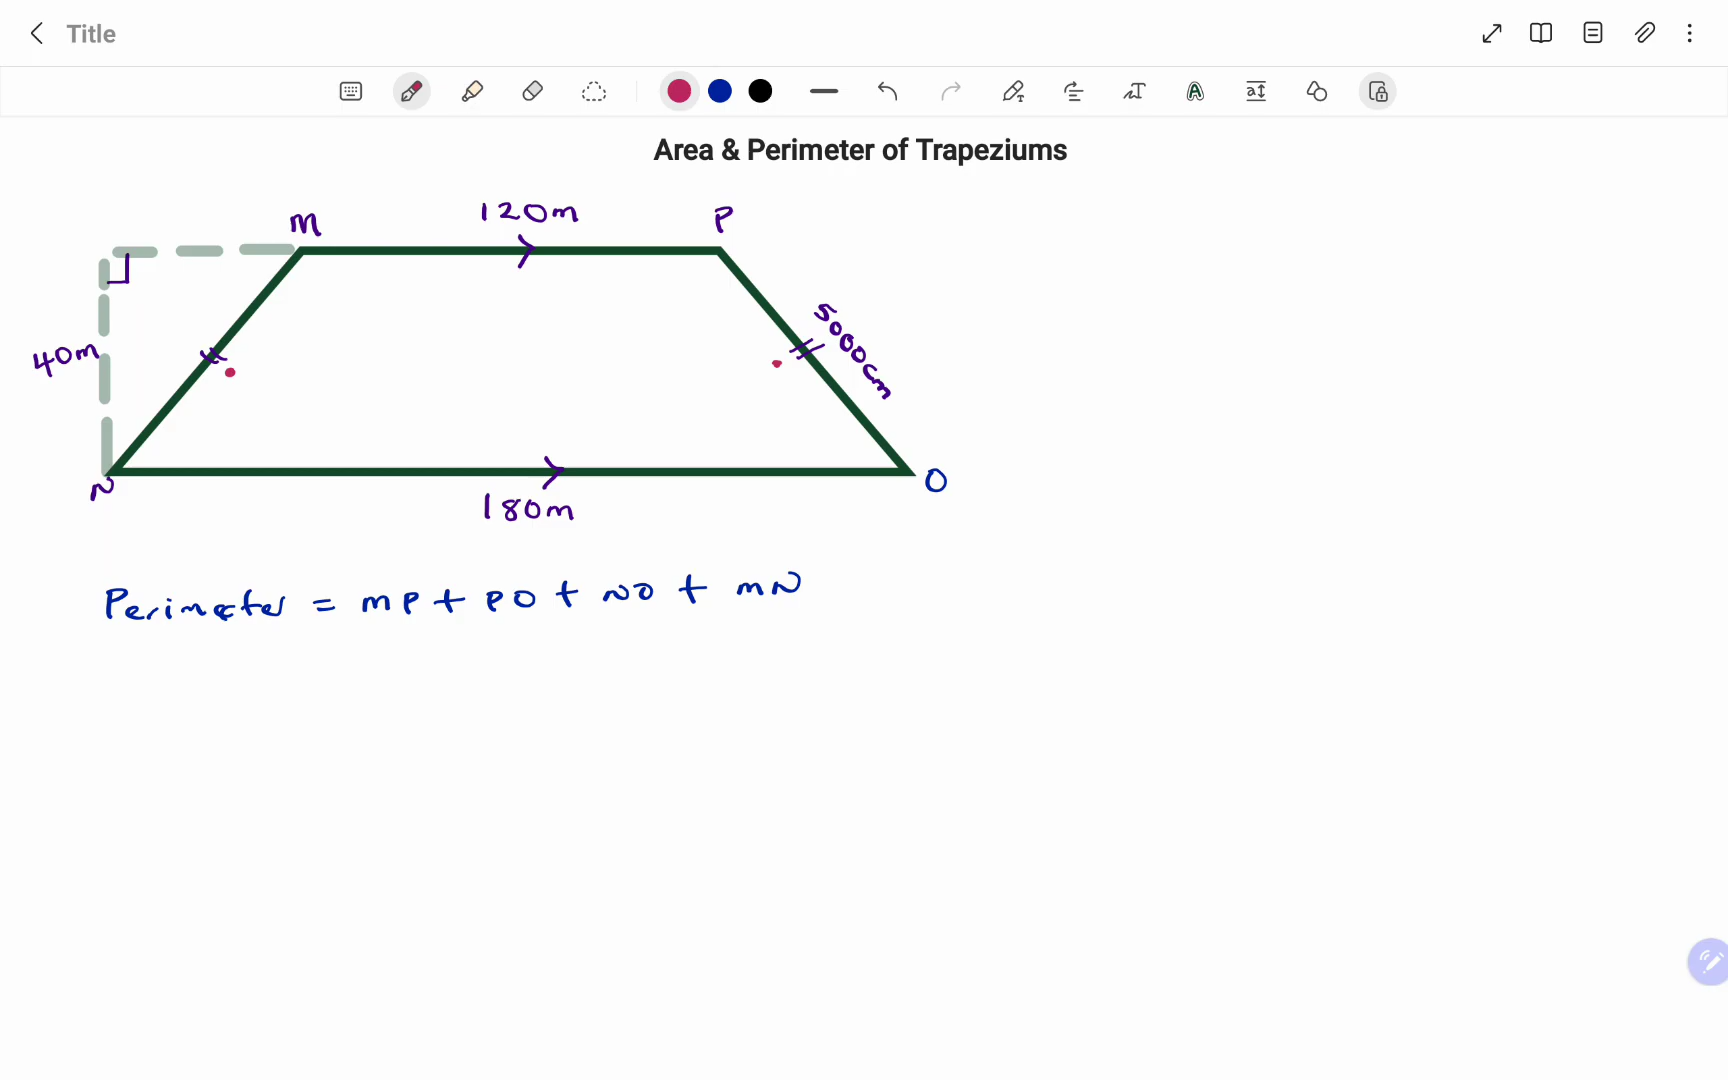 Title
Area & Perimeter of Trapeziums
M
120m
P
5000cm
40m
N
180m
O
Perimeter = MP + PO + NO + MN